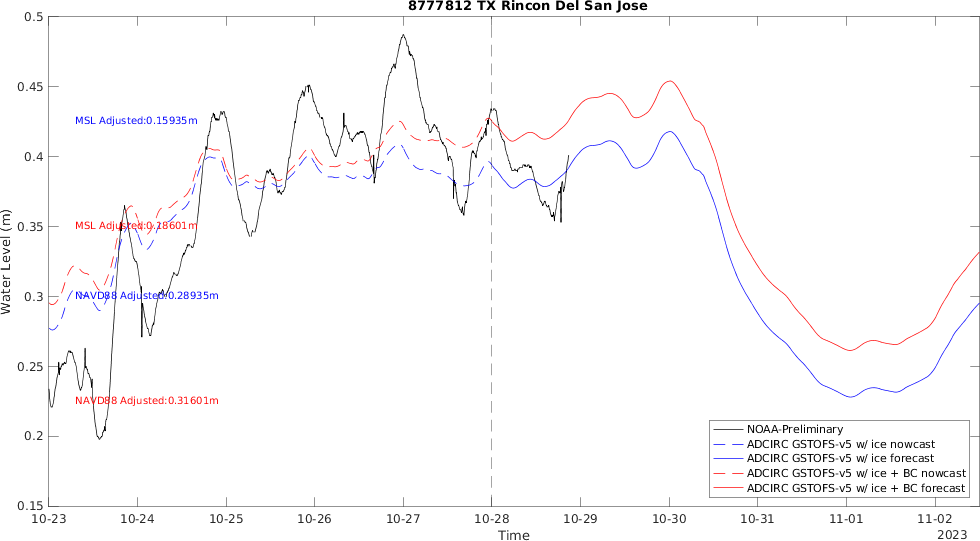 8777812 TX Rincon Del San Jose
0.5
0.45
0.4
0.35
0.3
0.25
0.2
0.15
Water Level (m)
MSL Adjusted:0.15935m
MSL Adjusted:0.18601m
NAVD88 Adjusted:0.28935m
NAVD88 Adjusted:0.31601m
NOAA-Preliminary
ADCIRC GSTOFS-v5 w/ ice nowcast
ADCIRC GSTOFS-v5 w/ ice forecast
ADCIRC GSTOFS-v5 w/ ice + BC nowcast
ADCIRC GSTOFS-v5 w/ ice + BC forecast
10-23 10-24 10-25 10-26 10-27 10-28 10-29 10-30 10-31 11-01 11-02
Time
2023